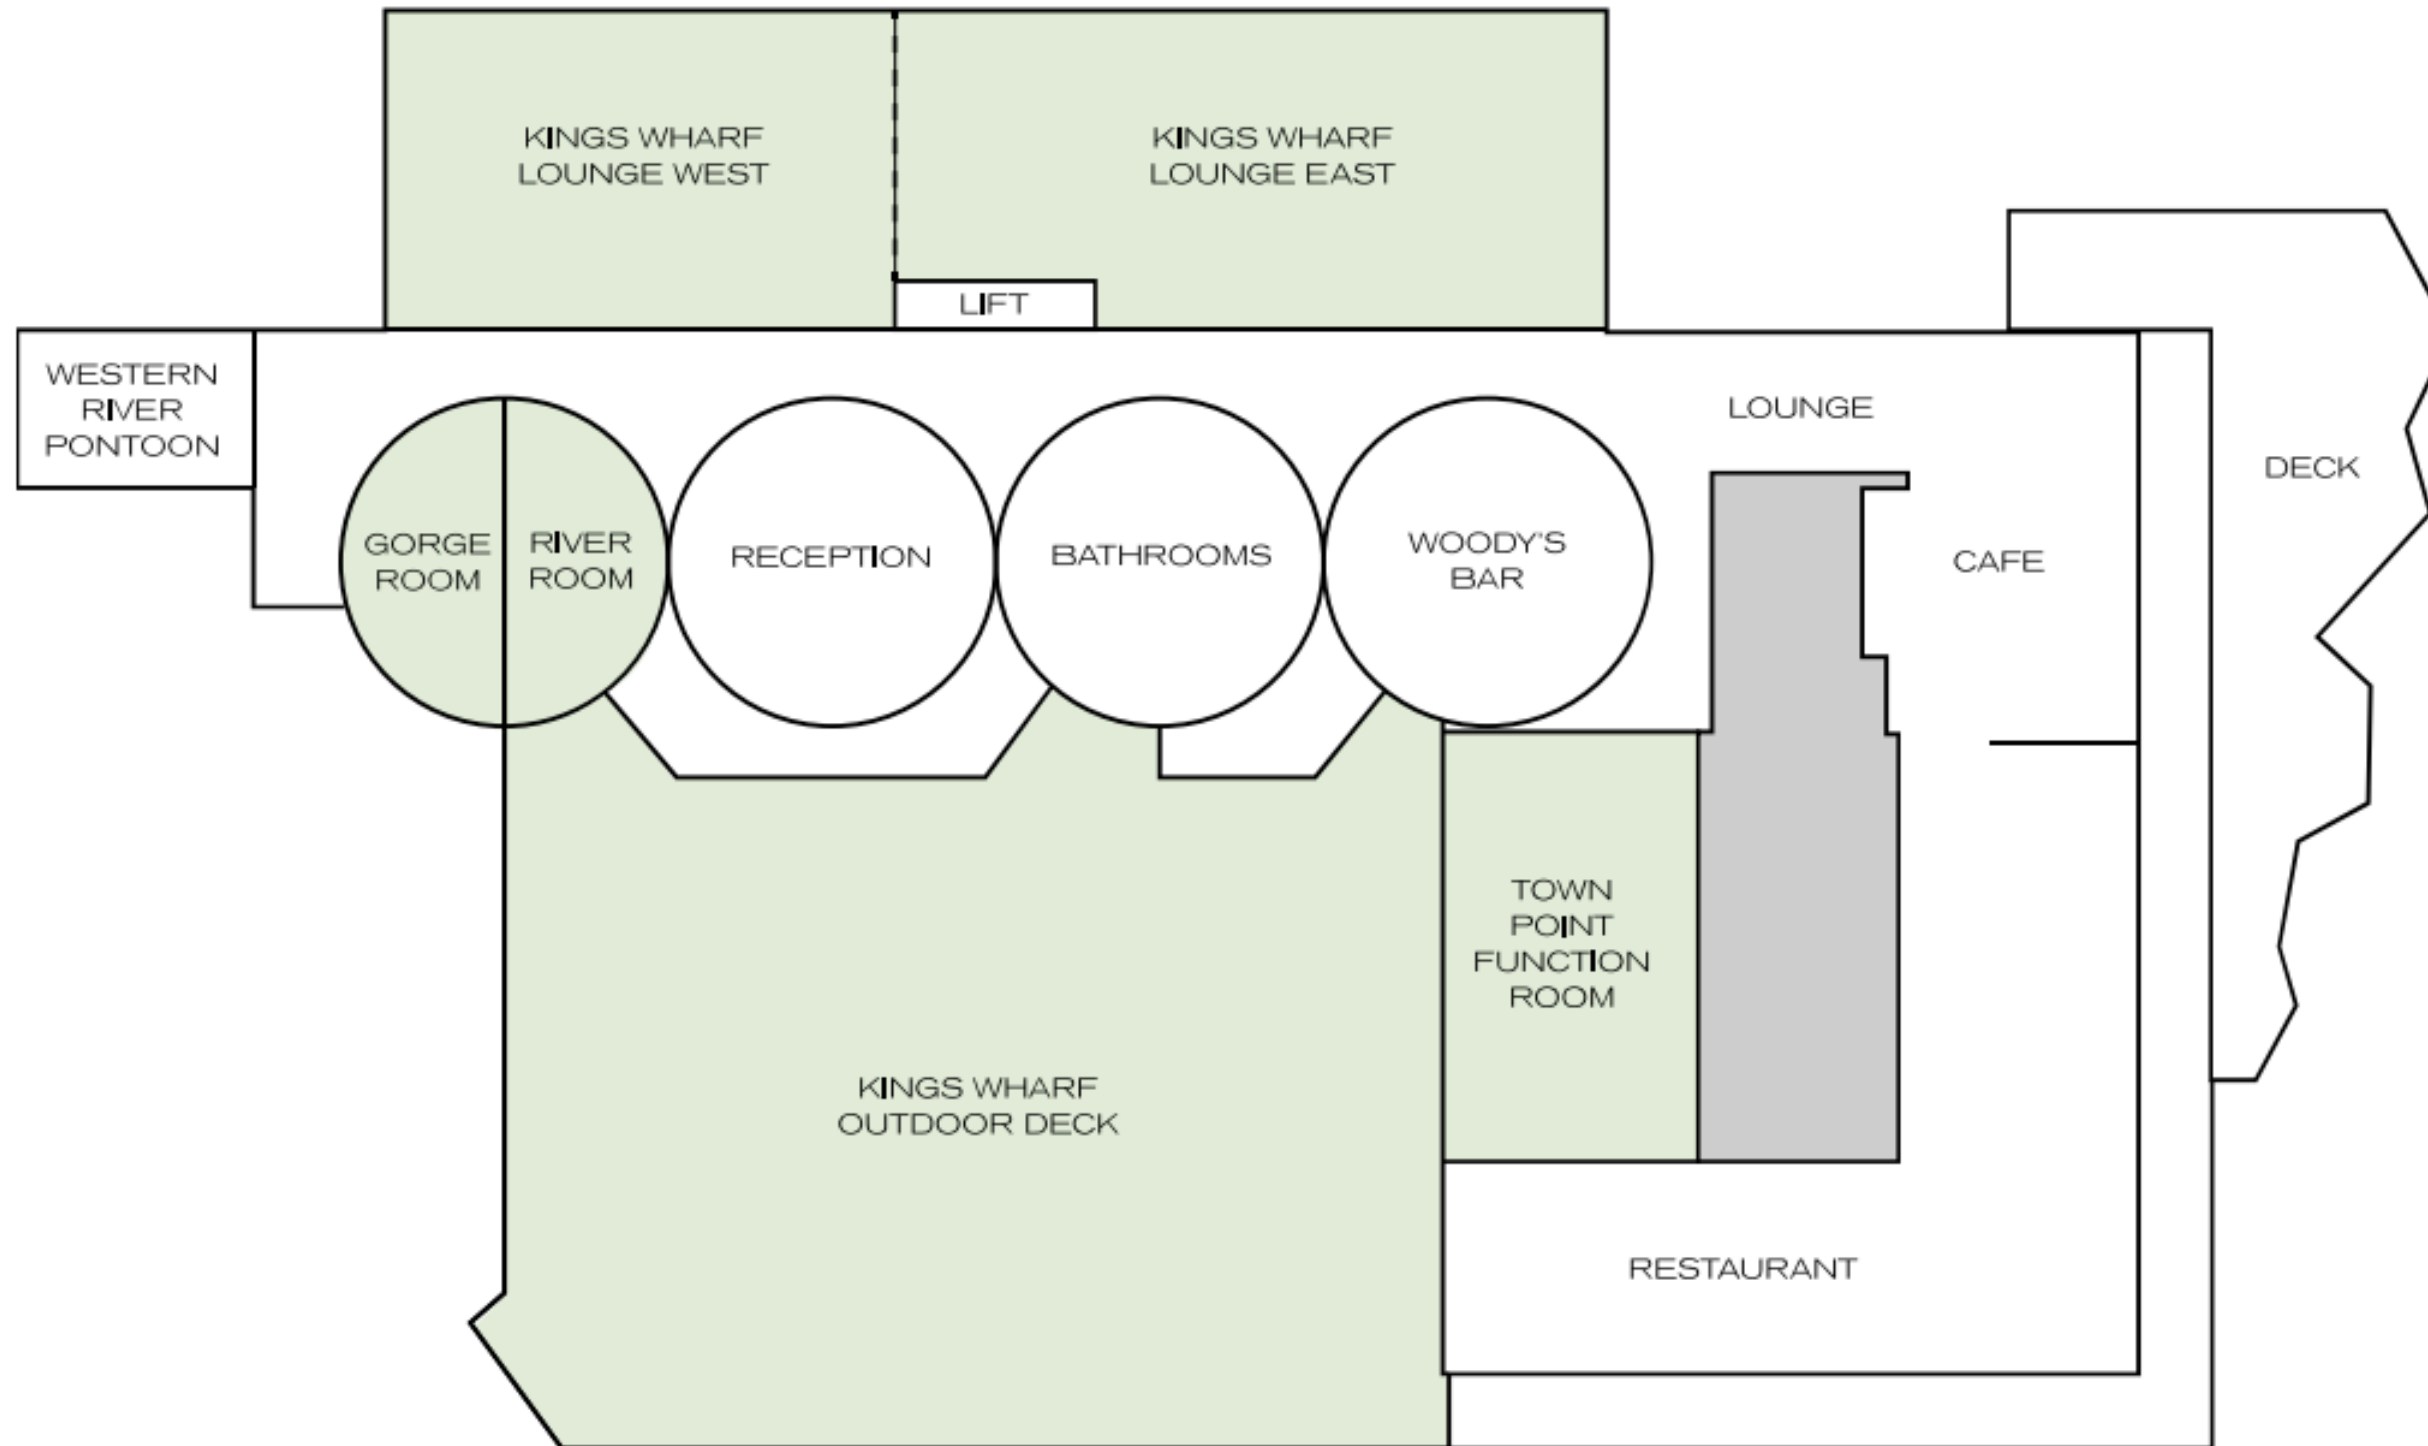 KINGS WHARF
LOUNGE WEST
KINGS WHARF
LOUNGE EAST
LIFT
WESTERN
RIVER
PONTOON
LOUNGE
DECK
GORGE
ROOM
RIVER
ROOM
RECEPTION
BATHROOMS
WOODY'S
BAR
CAFE
TOWN
POINT
FUNCTION
ROOM
KINGS WHARF
OUTDOOR DECK
RESTAURANT